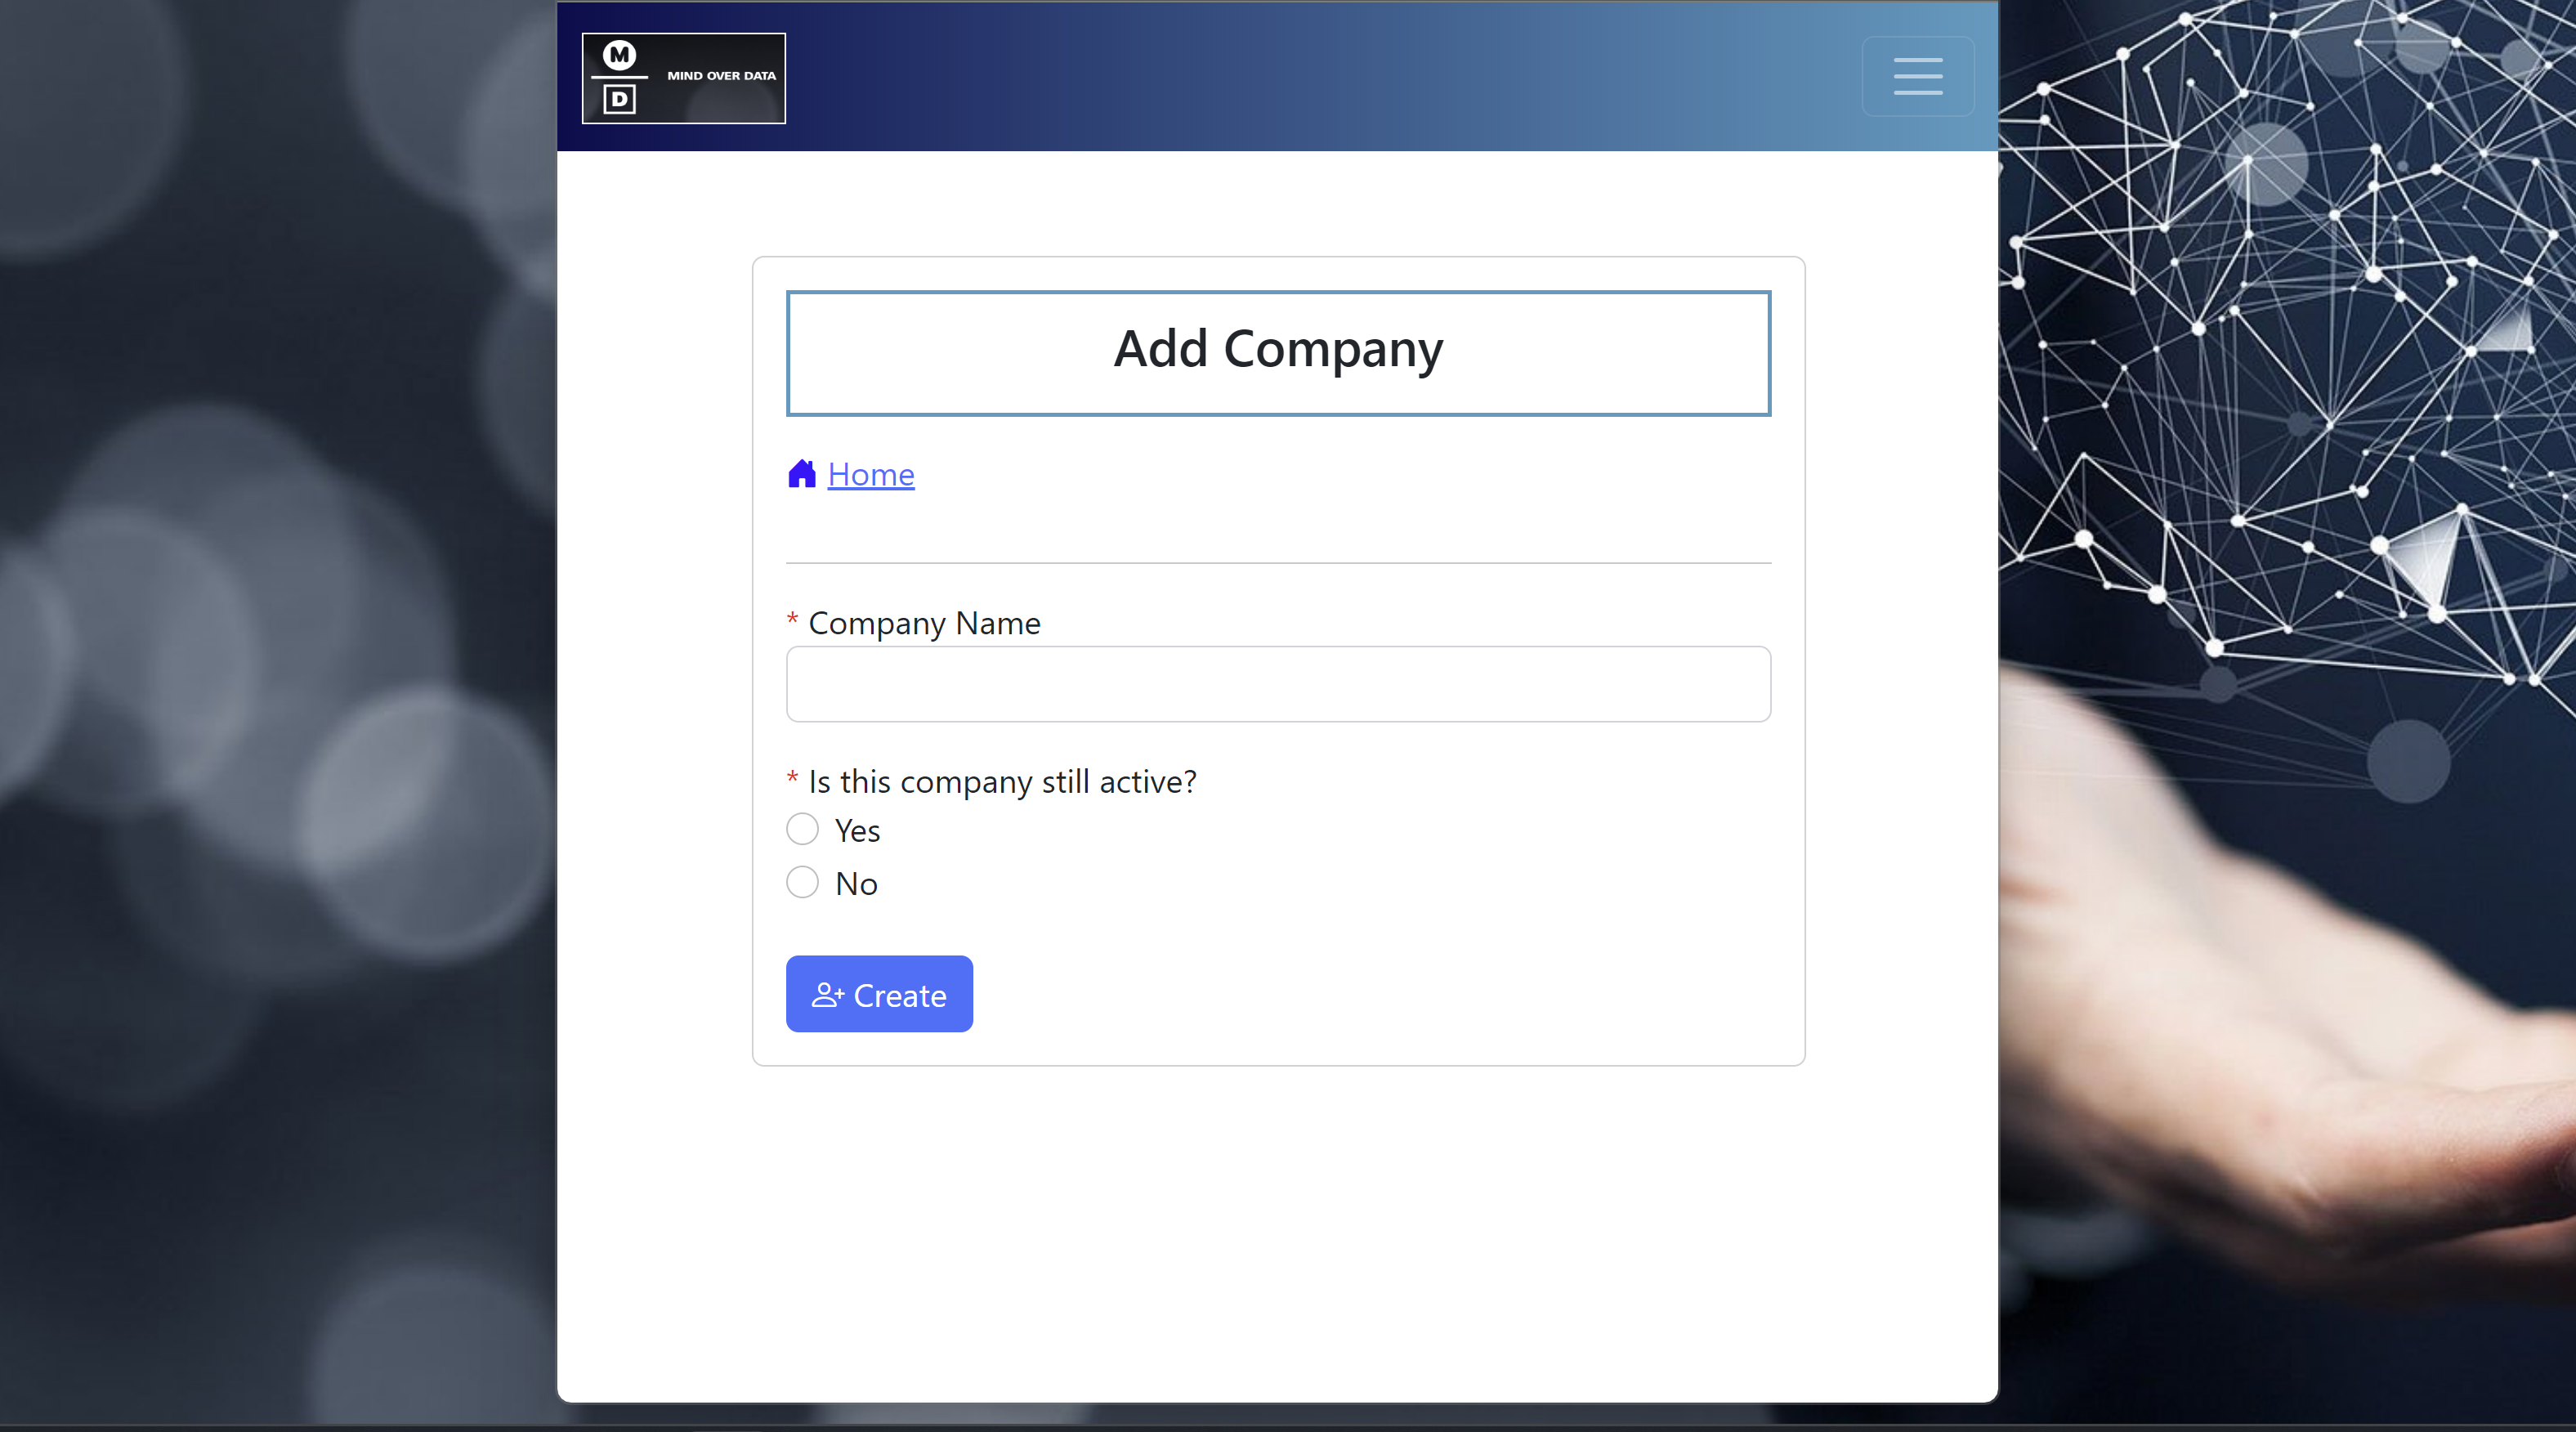 M
D
MIND OVER DATA
Add Company
Home
* Company Name
* Is this company still active?
Yes
No
Create